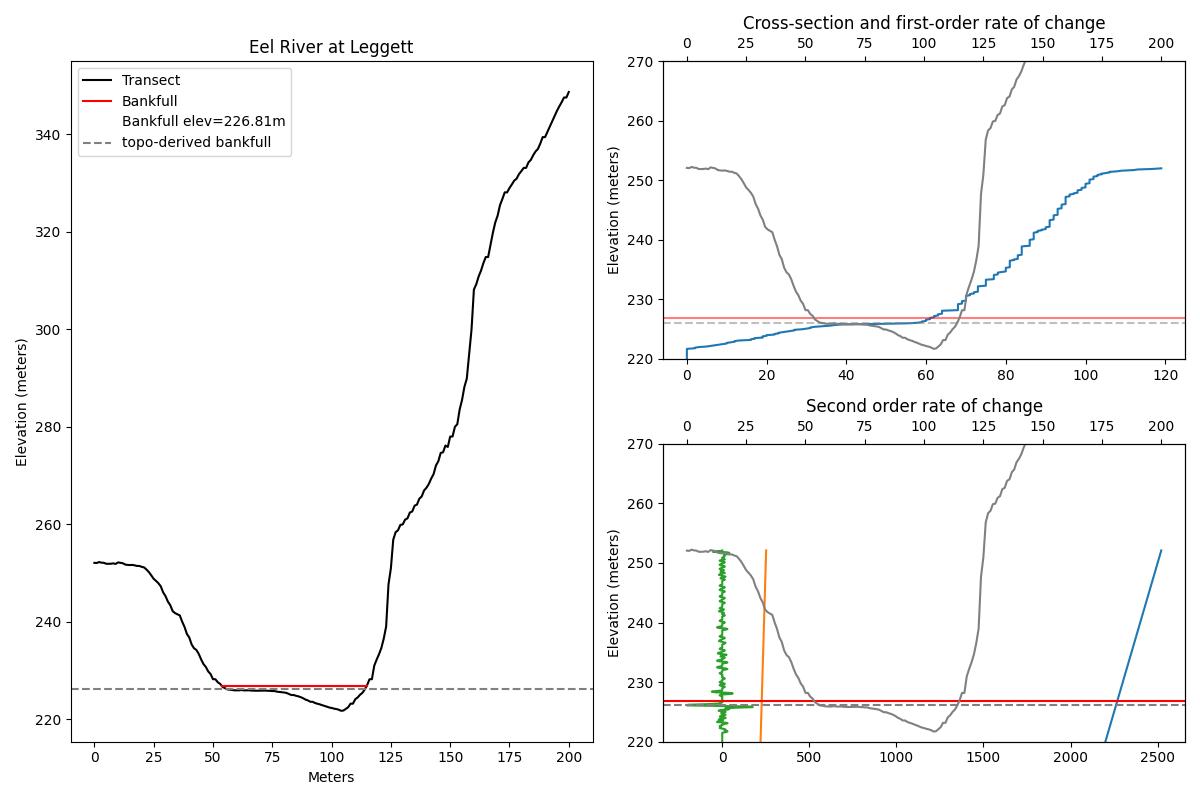 Eel River at Leggett
Transect
Bankfull
Bankfull elev=226.81m
topo-derived bankfull
Elevation (meters)
340
320
300
280
260
240
220
0 25 50 75 100 125 150 175 200
Meters
Cross-section and first-order rate of change
0 25 50 75 100 125 150 175 200
Elevation (meters)
270
260
250
240
230
220
0 20 40 60 80 100 120
Second order rate of change
0 25 50 75 100 125 150 175 200
Elevation (meters)
270
260
250
240
230
220
0 500 1000 1500 2000 2500